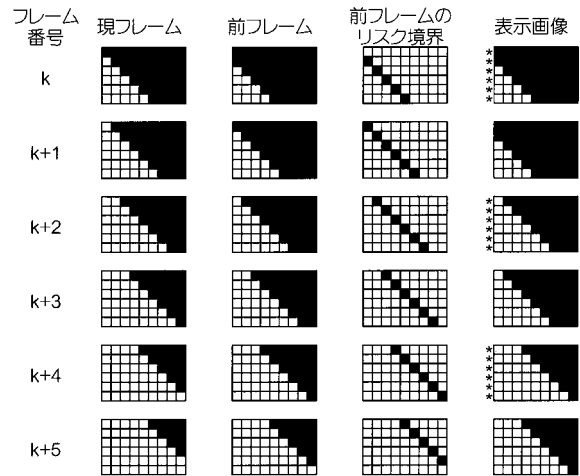 フレーム
番号
現フレーム
前フレーム
前フレームの
リスク境界
表示画像
k
******
k+1
k+2
******
k+3
k+4
******
k+5